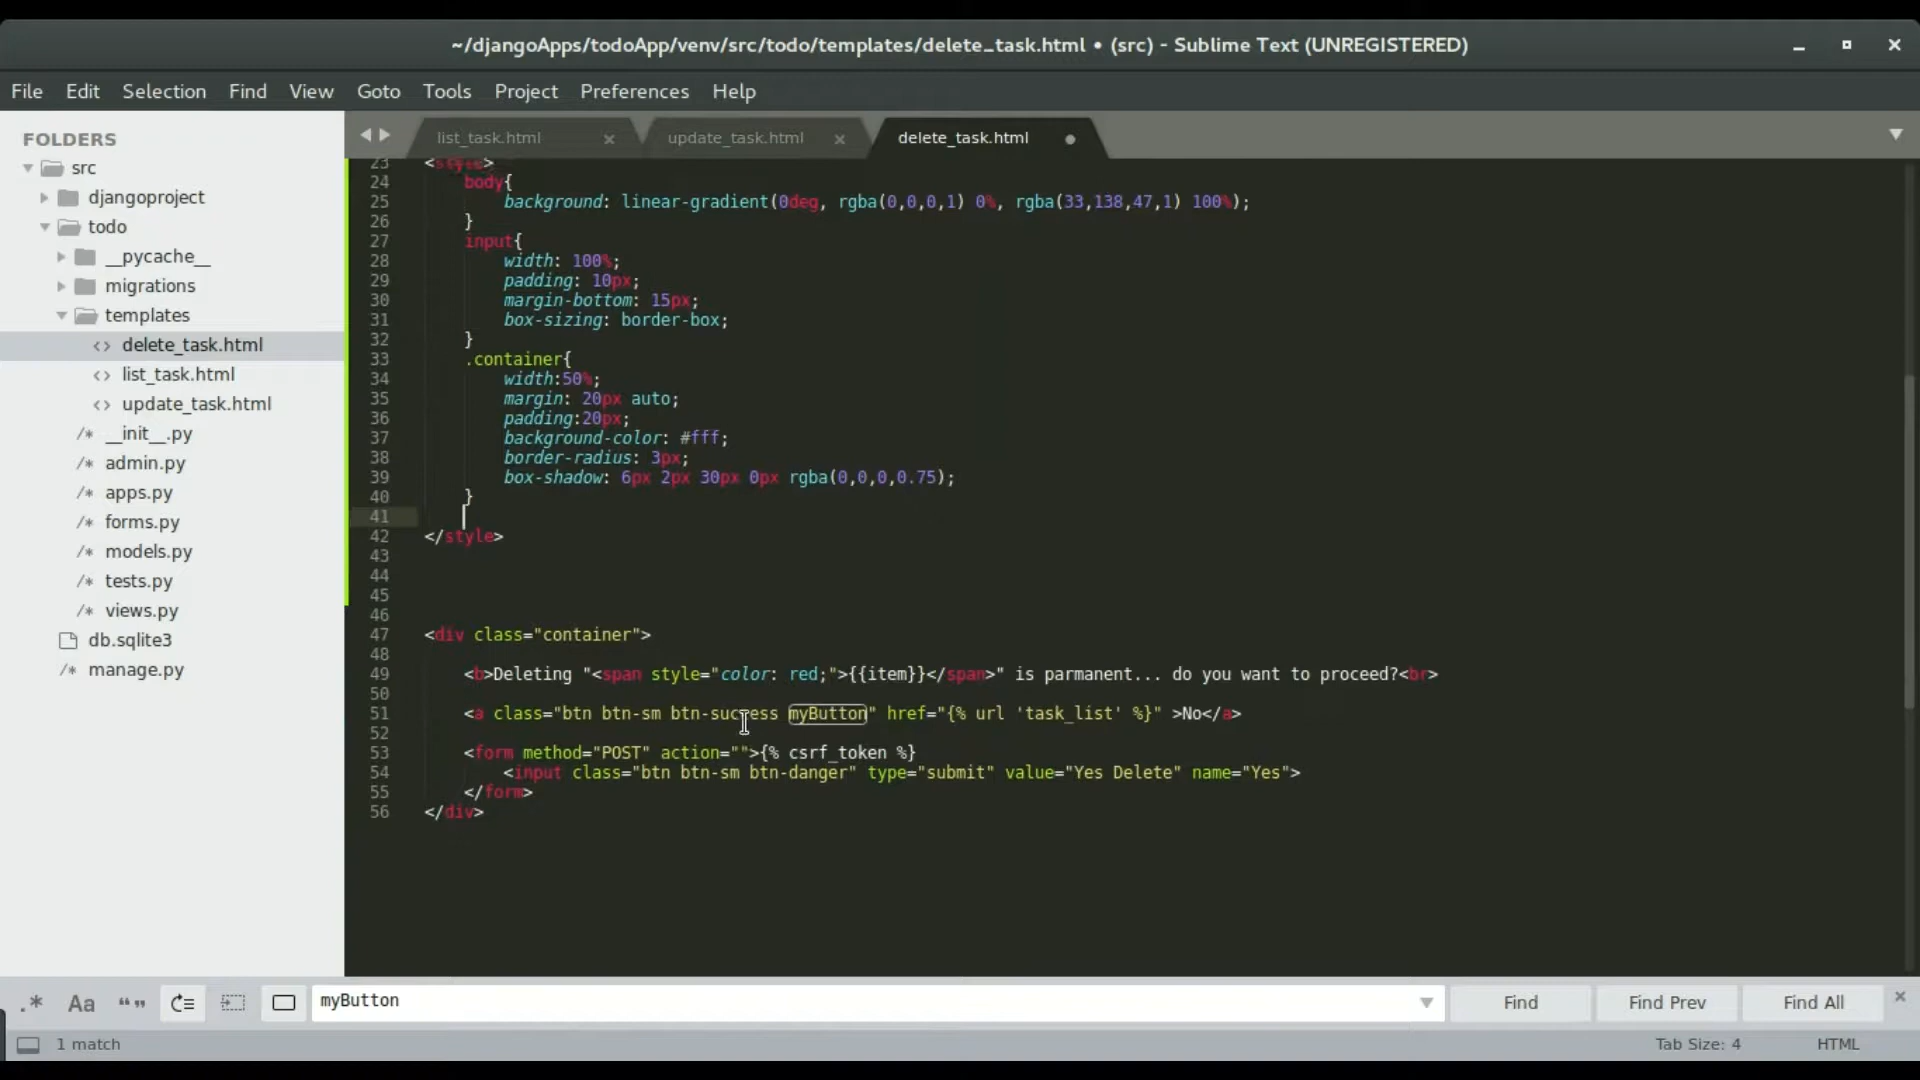 ~/djangoApps/todoApp/venv/src/todo/templates/delete_task.html • (src) - Sublime Text (UNREGISTERED)
File Edit Selection Find View Goto Tools Project Preferences Help
FOLDERS
src
djangoproject
todo
__pycache__
migrations
templates
delete_task.html
list_task.html
update_task.html
__init__.py
admin.py
apps.py
forms.py
models.py
tests.py
views.py
db.sqlite3
manage.py
list_task.html update_task.html delete_task.html
23 <style>
24 body{
25 background: linear-gradient(0deg, rgba(0,0,0,1) 0%, rgba(33,138,47,1) 100%);
26 }
27 input{
28 width: 100%;
29 padding: 10px;
30 margin-bottom: 15px;
31 box-sizing: border-box;
32 }
33 .container{
34 width:50%;
35 margin: 20px auto;
36 padding:20px;
37 background-color: #fff;
38 border-radius: 3px;
39 box-shadow: 6px 2px 30px 0px rgba(0,0,0,0.75);
40 }
41
42 </style>
43
44
45
46
47 <div class="container">
48
49 <b>Deleting "<span style="color: red;">{{item}}</span>" is parmanent... do you want to proceed?<br>
50
51 <a class="btn btn-sm btn-success myButton" href="{% url 'task_list' %}" >No</a>
52
53 <form method="POST" action="">{% csrf_token %}
54 <input class="btn btn-sm btn-danger" type="submit" value="Yes Delete" name="Yes">
55 </form>
56 </div>
.* Aa “” myButton Find Find Prev Find All
1 match Tab Size: 4 HTML